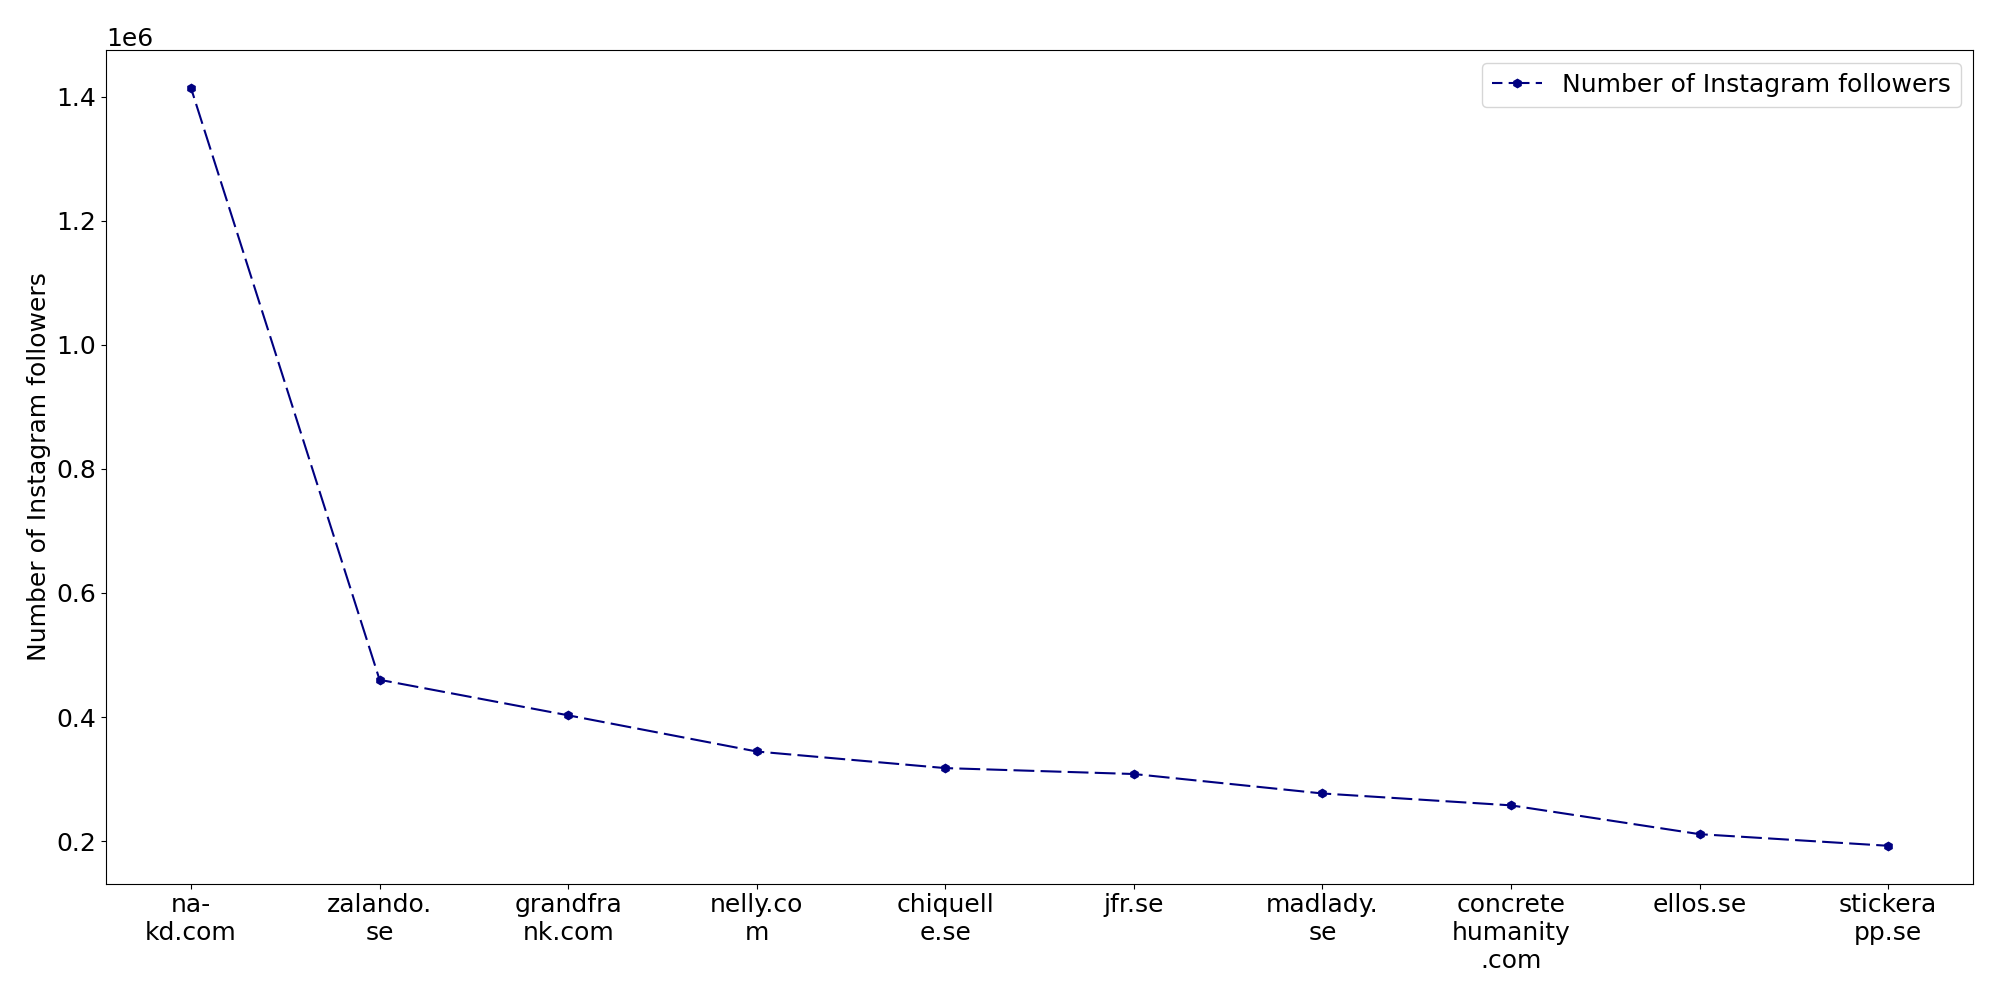 1e6
Number of Instagram followers
1.4
1.2
1.0
0.8
0.6
0.4
0.2
Number of Instagram followers
na-
kd.com
zalando.
se
grandfra
nk.com
nelly.co
m
chiquell
e.se
jfr.se
madlady.
se
concrete
humanity
.com
ellos.se
stickera
pp.se